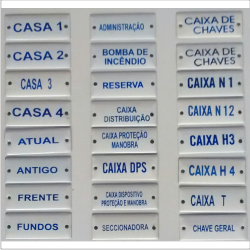 CASA 1
ADMINISTRAÇÃO
CAIXA DE
CHAVES
CASA 2
BOMBA DE
INCÊNDIO
CAIXA DE
CHAVES
CASA 3
RESERVA
CAIXA N 1
CASA 4
CAIXA
DISTRIBUIÇÃO
CAIXA N 12
ATUAL
CAIXA PROTEÇÃO
MANOBRA
CAIXA H3
ANTIGO
CAIXA DPS
CAIXA H 4
FRENTE
CAIXA DISPOSITIVO
PROTEÇÃO E MANOBRA
CAIXA T
FUNDOS
SECCIONADORA
CHAVE GERAL